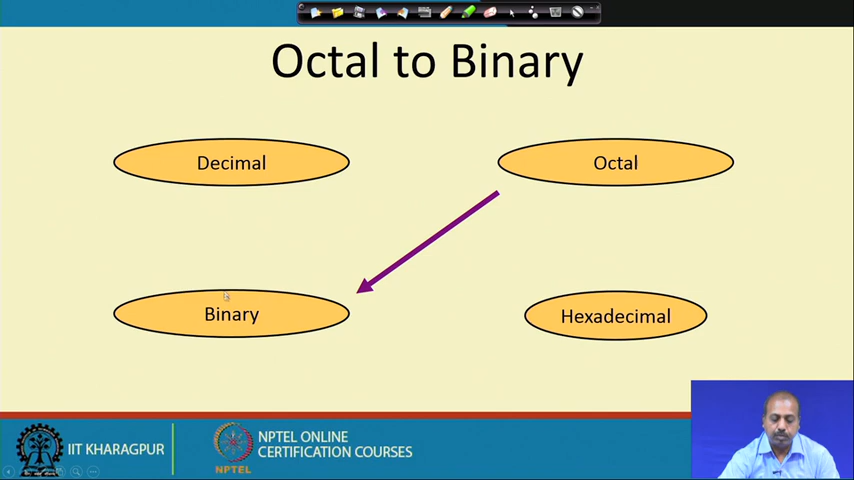 Octal to Binary
Decimal
Octal
Binary
Hexadecimal
IIT KHARAGPUR
NPTEL
NPTEL ONLINE
CERTIFICATION COURSES